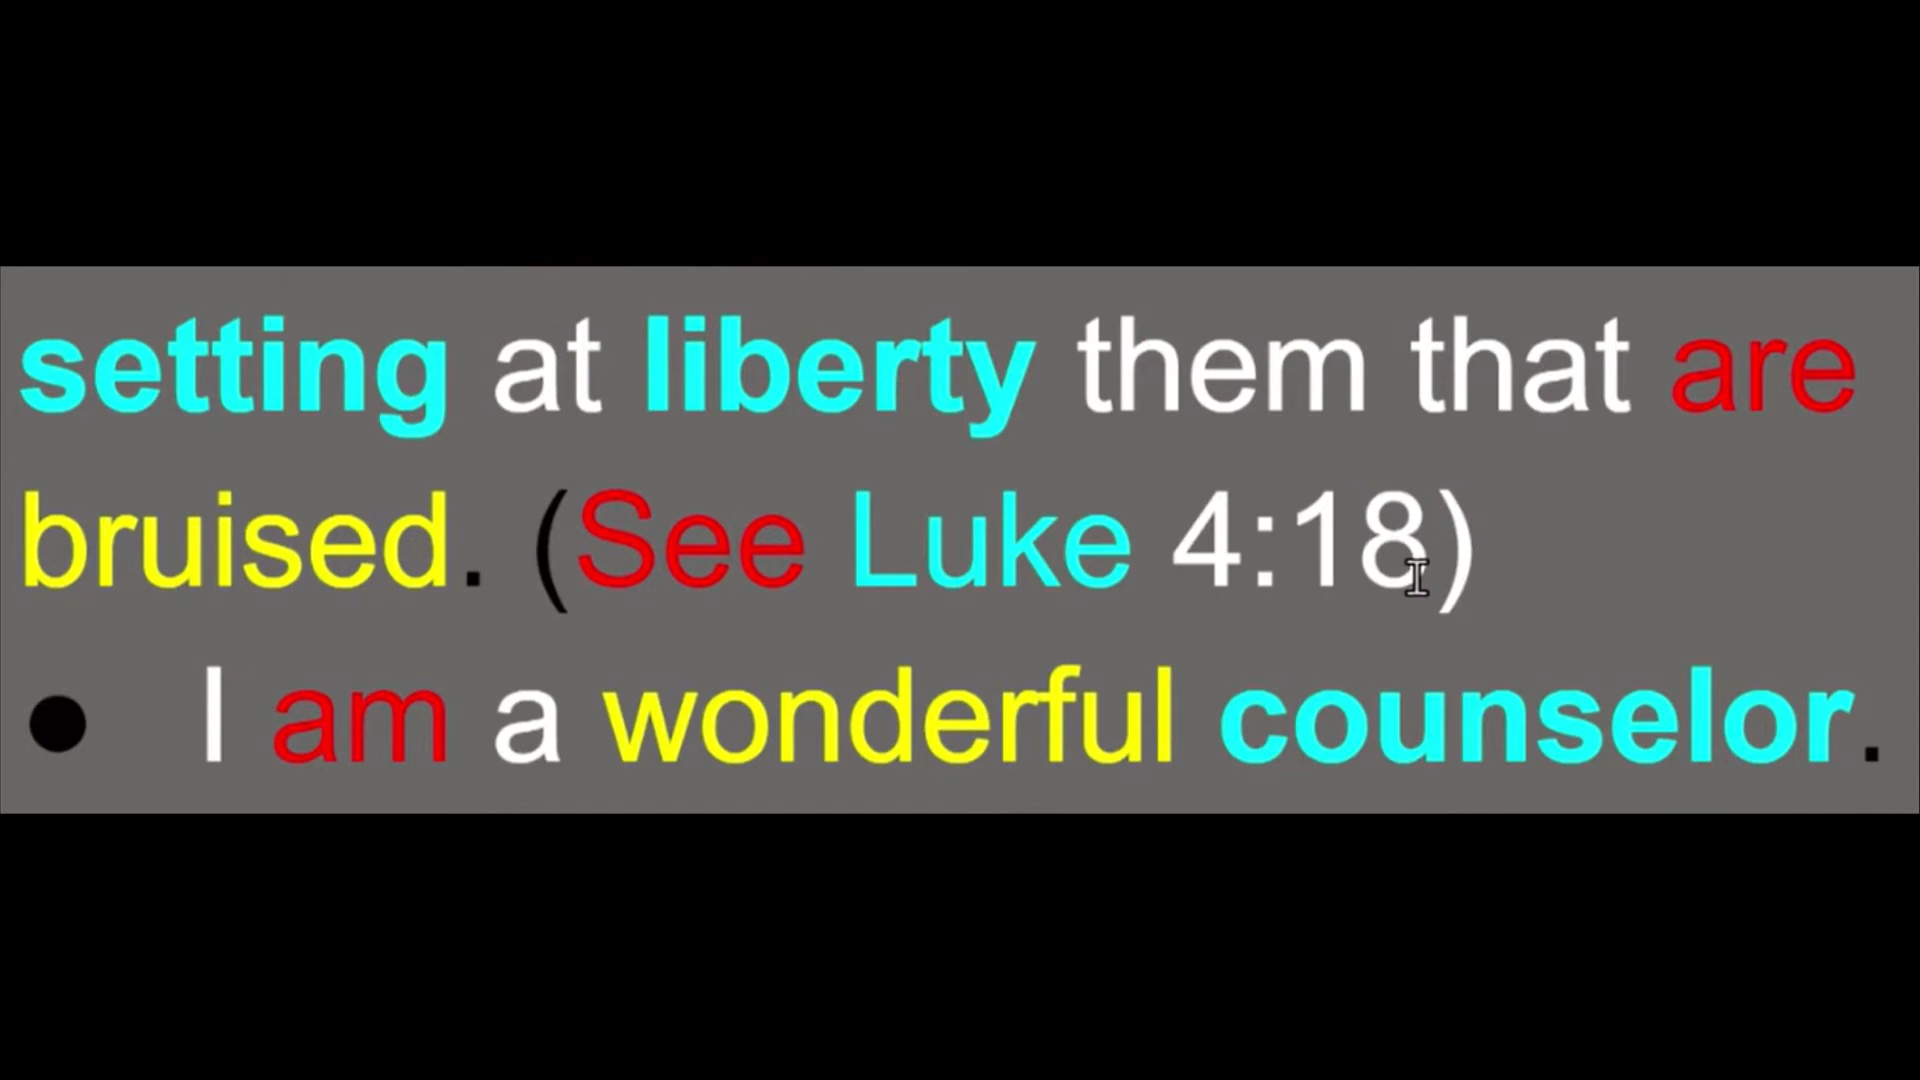 setting at liberty them that are
bruised. (See Luke 4:18)
● I am a wonderful counselor.